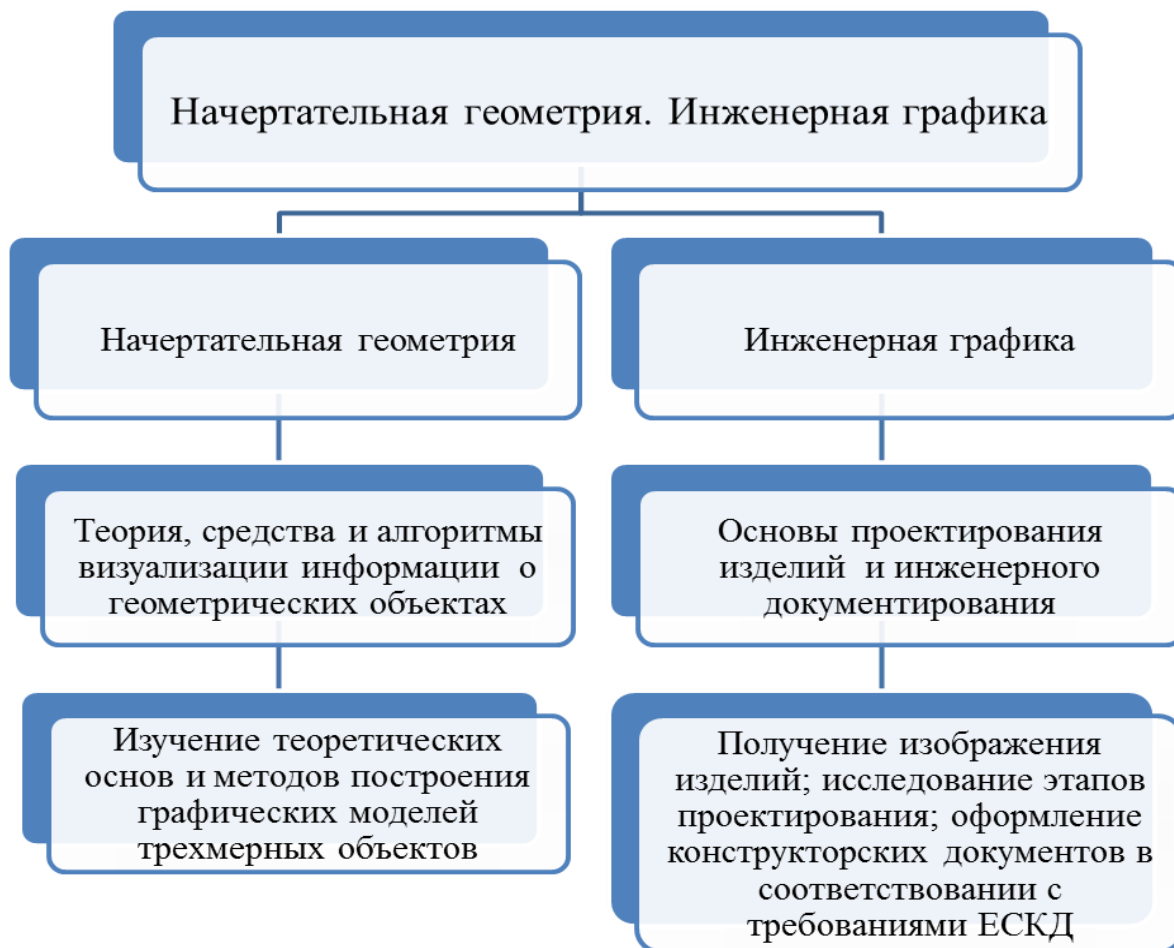 Начертательная геометрия. Инженерная графика
Начертательная геометрия
Инженерная графика
Теория, средства и алгоритмы
визуализации информации о
геометрических объектах
Основы проектирования
изделий и инженерного
документирования
Изучение теоретических
основ и методов построения
графических моделей
трехмерных объектов
Получение изображения
изделий; исследование этапов
проектирования; оформление
конструкторских документов в
соответствовании с
требованиями ЕСКД